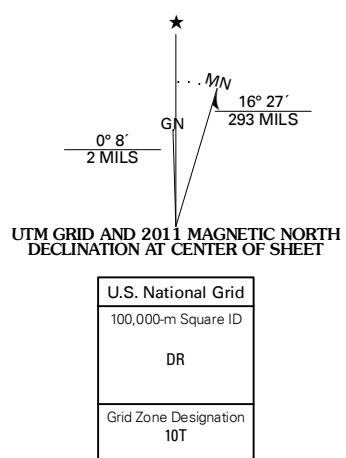 MN
GN
16° 27´
293 MILS
0° 8´
2 MILS
UTM GRID AND 2011 MAGNETIC NORTH
DECLINATION AT CENTER OF SHEET
U.S. National Grid
100,000-m Square ID
DR
Grid Zone Designation
10T